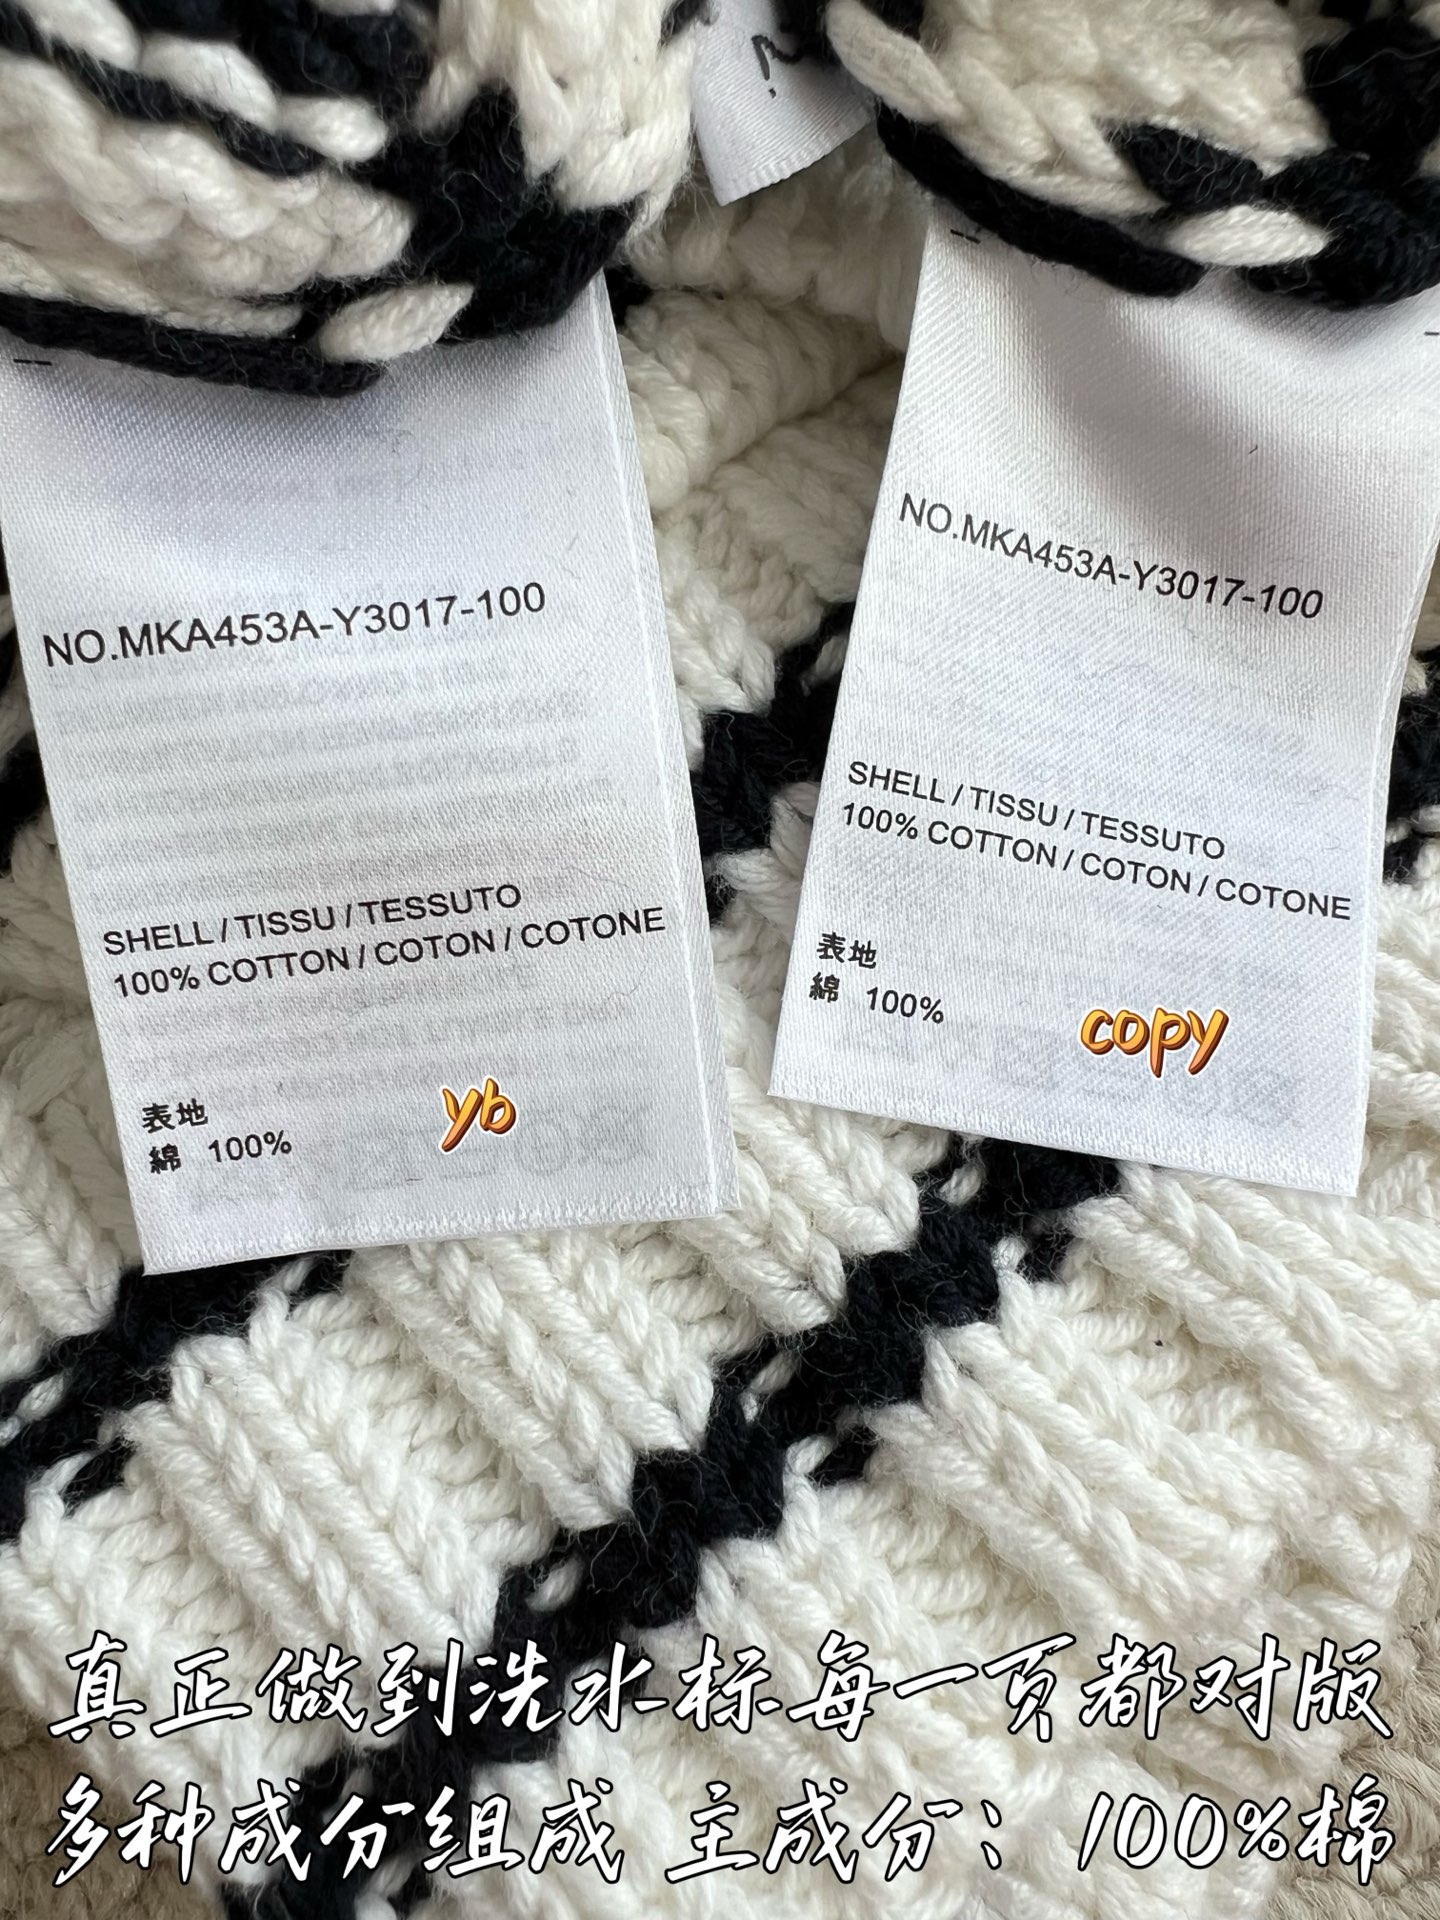 NO.MKA453A-Y3017-100
SHELL / TISSU / TESSUTO
100% COTTON / COTON / COTONE
表地
綿 100%
yb
NO.MKA453A-Y3017-100
SHELL / TISSU / TESSUTO
100% COTTON / COTON / COTONE
表地
綿 100%
copy
真正做到洗水标每一页都对版
多种成分组成 主成分：100%棉